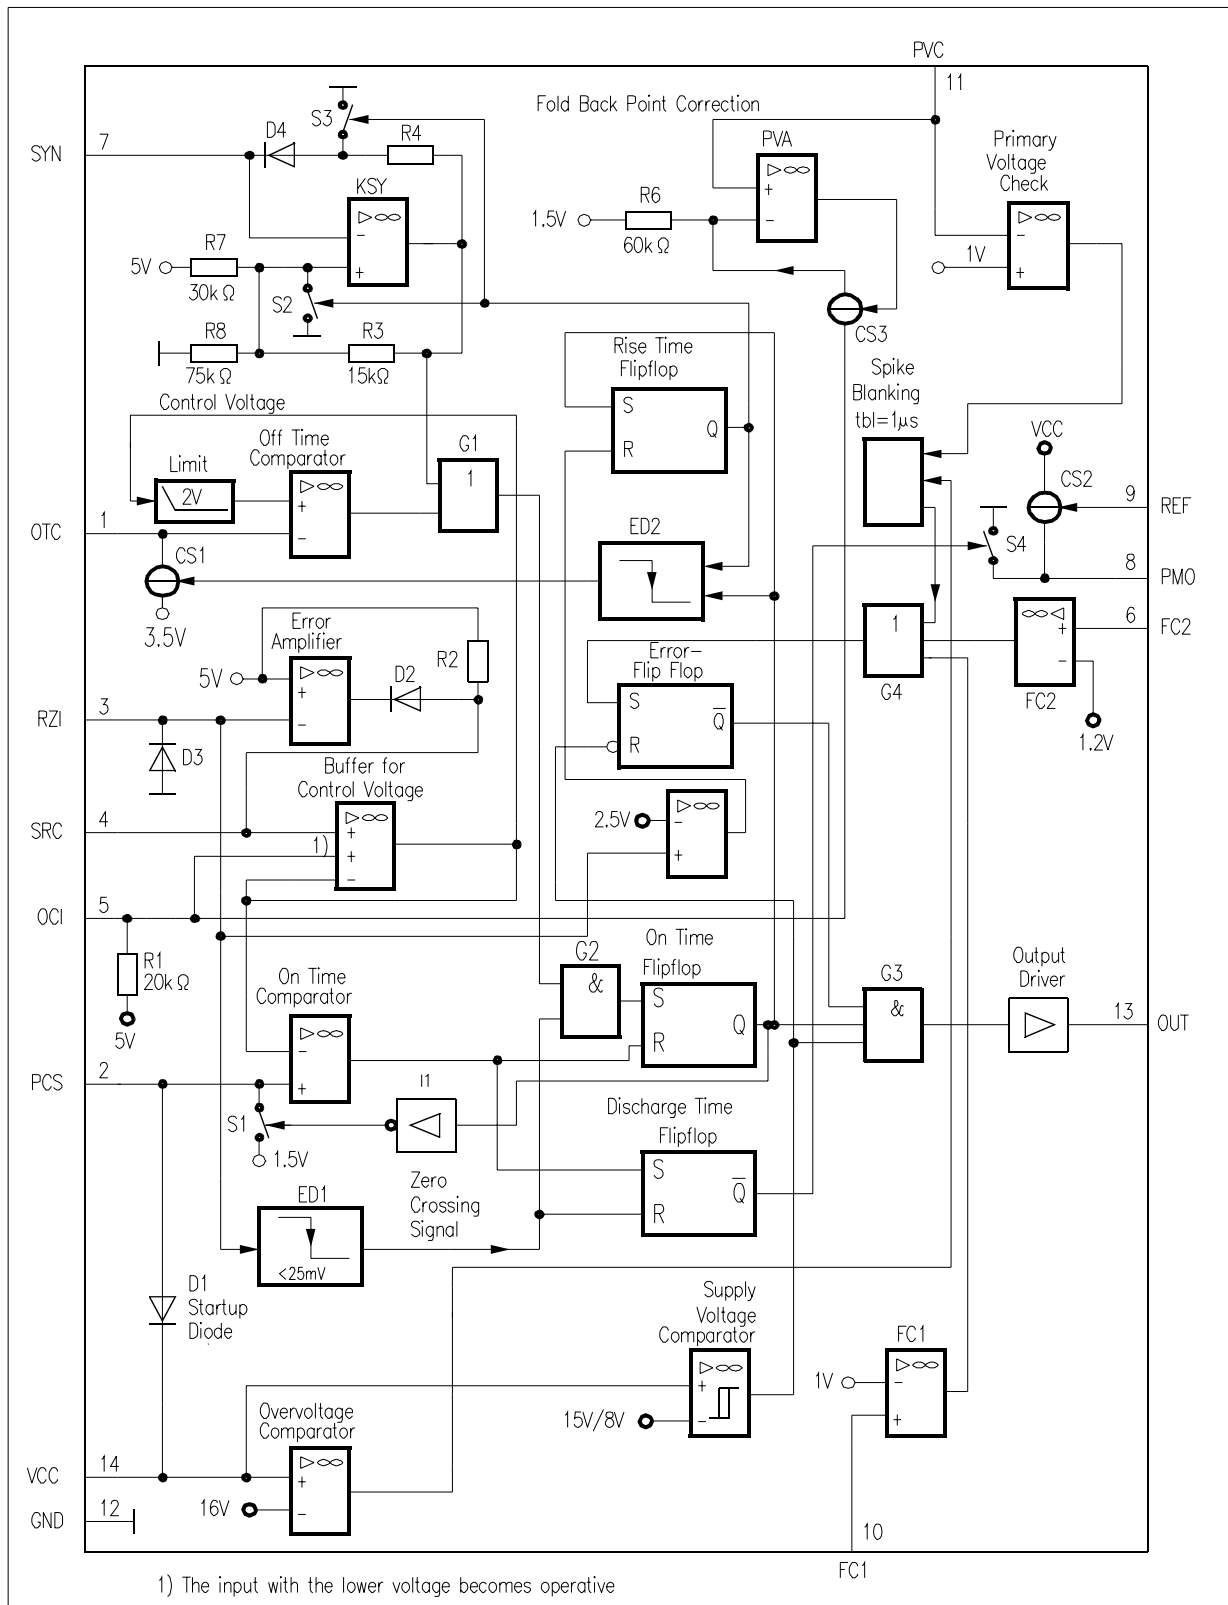 PVC
11
Fold Back Point Correction
S3
D4
R4
7
SYN
PVA
▷∞
+
−
Primary
Voltage
Check
KSY
▷∞
−
+
R6
1.5V
60kΩ
▷∞
−
+
1V
R7
5V
30kΩ
S2
CS3
R8
75kΩ
R3
15kΩ
Rise Time
Flipflop
S
R
Q
Spike
Blanking
tbl=1μs
Control Voltage
Off Time
Comparator
G1
1
VCC
Limit
2V
▷∞
+
−
CS2
9
REF
1
OTC
CS1
3.5V
ED2
S4
8
PMO
Error
Amplifier
5V
▷∞
+
−
R2
D2
Error-
Flip Flop
S
R
Q
1
G4
∞◁
+
−
FC2
6
FC2
1.2V
3
RZI
D3
Buffer for
Control Voltage
▷∞
+
1)
+
−
2.5V
▷∞
−
+
4
SRC
5
OCI
R1
20kΩ
5V
On Time
Comparator
▷∞
−
+
G2
&
On Time
Flipflop
S
R
Q
G3
&
Output
Driver
13
OUT
2
PCS
S1
1.5V
I1
Discharge Time
Flipflop
S
R
Q
ED1
<25mV
Zero
Crossing
Signal
D1
Startup
Diode
Supply
Voltage
Comparator
▷∞
+
−
15V/8V
FC1
▷∞
−
+
1V
Overvoltage
Comparator
▷∞
+
−
16V
14
VCC
12
GND
10
FC1
1) The input with the lower voltage becomes operative